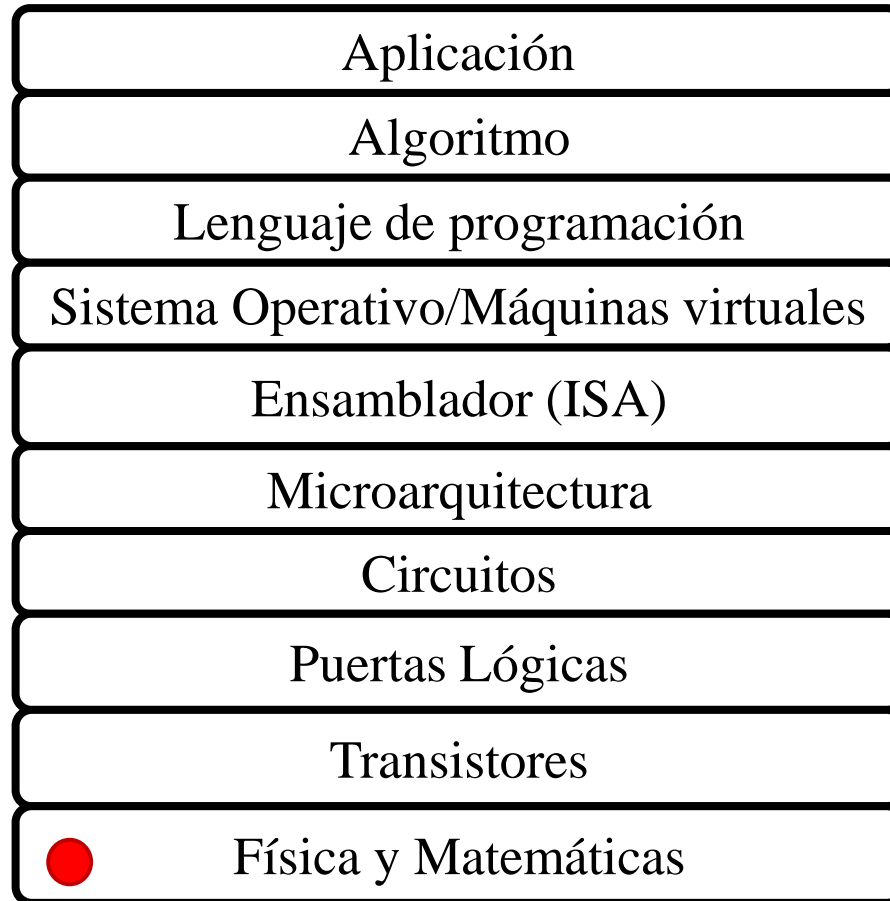 Aplicación
Algoritmo
Lenguaje de programación
Sistema Operativo/Máquinas virtuales
Ensamblador (ISA)
Microarquitectura
Circuitos
Puertas Lógicas
Transistores
Física y Matemáticas